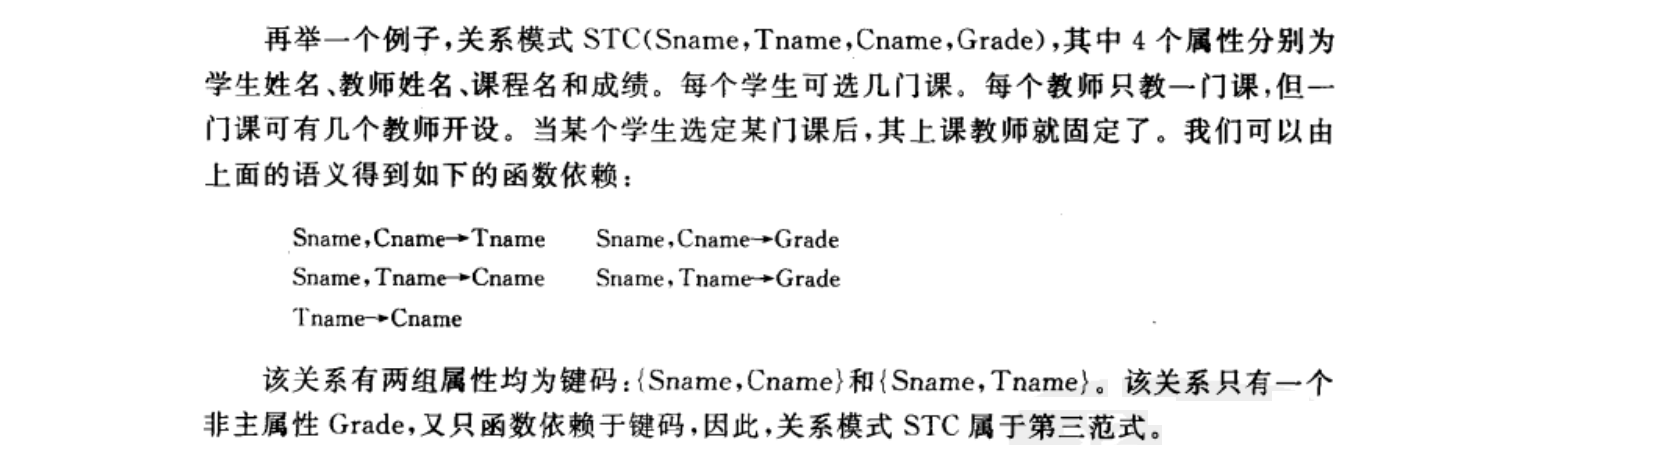 再举一个例子,关系模式 STC(Sname,Tname,Cname,Grade),其中 4 个属性分别为
学生姓名、教师姓名、课程名和成绩。每个学生可选几门课。每个教师只教一门课,但一
门课可有几个教师开设。当某个学生选定某门课后,其上课教师就固定了。我们可以由
上面的语义得到如下的函数依赖:
Sname,Cname→Tname Sname,Cname→Grade
Sname,Tname→Cname Sname,Tname→Grade
Tname→Cname
该关系有两组属性均为键码:{Sname,Cname}和{Sname,Tname}。该关系只有一个
非主属性 Grade,又只函数依赖于键码,因此,关系模式 STC 属于第三范式。